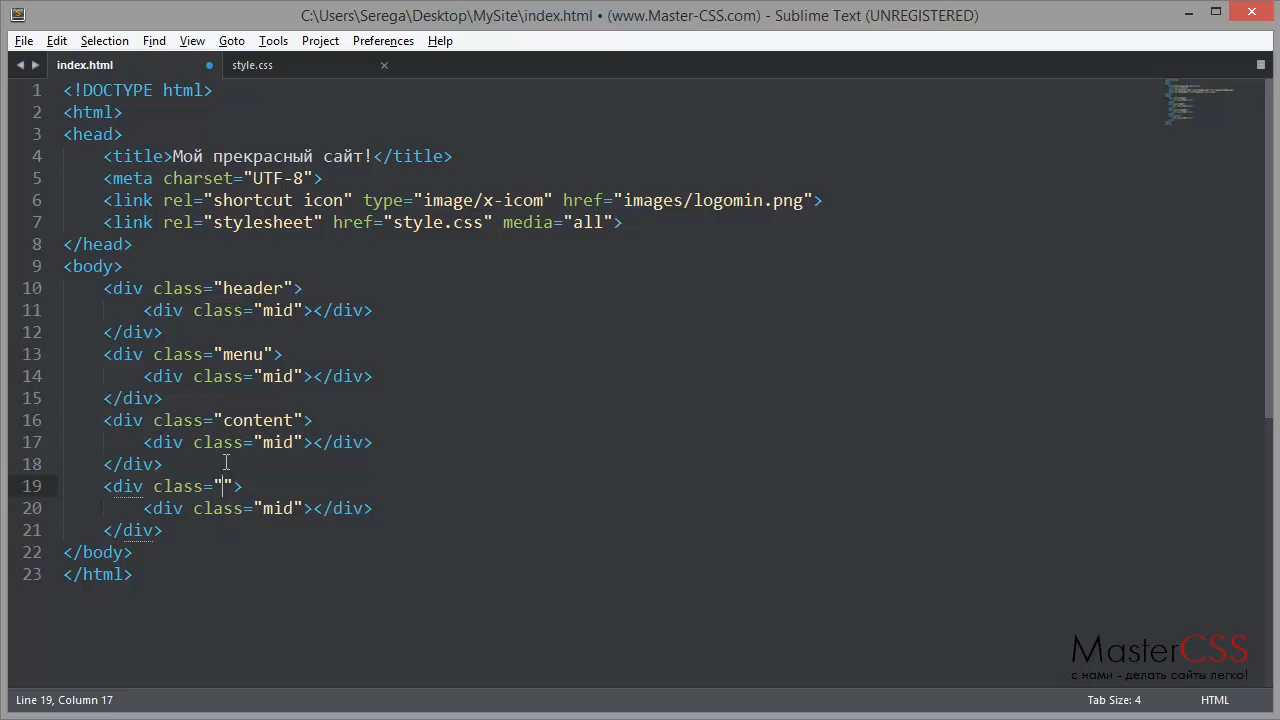 C:\Users\Serega\Desktop\MySite\index.html • (www.Master-CSS.com) - Sublime Text (UNREGISTERED)
File Edit Selection Find View Goto Tools Project Preferences Help
index.html style.css
1 <!DOCTYPE html>
2 <html>
3 <head>
4 <title>Мой прекрасный сайт!</title>
5 <meta charset="UTF-8">
6 <link rel="shortcut icon" type="image/x-icom" href="images/logomin.png">
7 <link rel="stylesheet" href="style.css" media="all">
8 </head>
9 <body>
10 <div class="header">
11 <div class="mid"></div>
12 </div>
13 <div class="menu">
14 <div class="mid"></div>
15 </div>
16 <div class="content">
17 <div class="mid"></div>
18 </div>
19 <div class="">
20 <div class="mid"></div>
21 </div>
22 </body>
23 </html>
MasterCSS
с нами - делать сайты легко!
Line 19, Column 17 Tab Size: 4 HTML